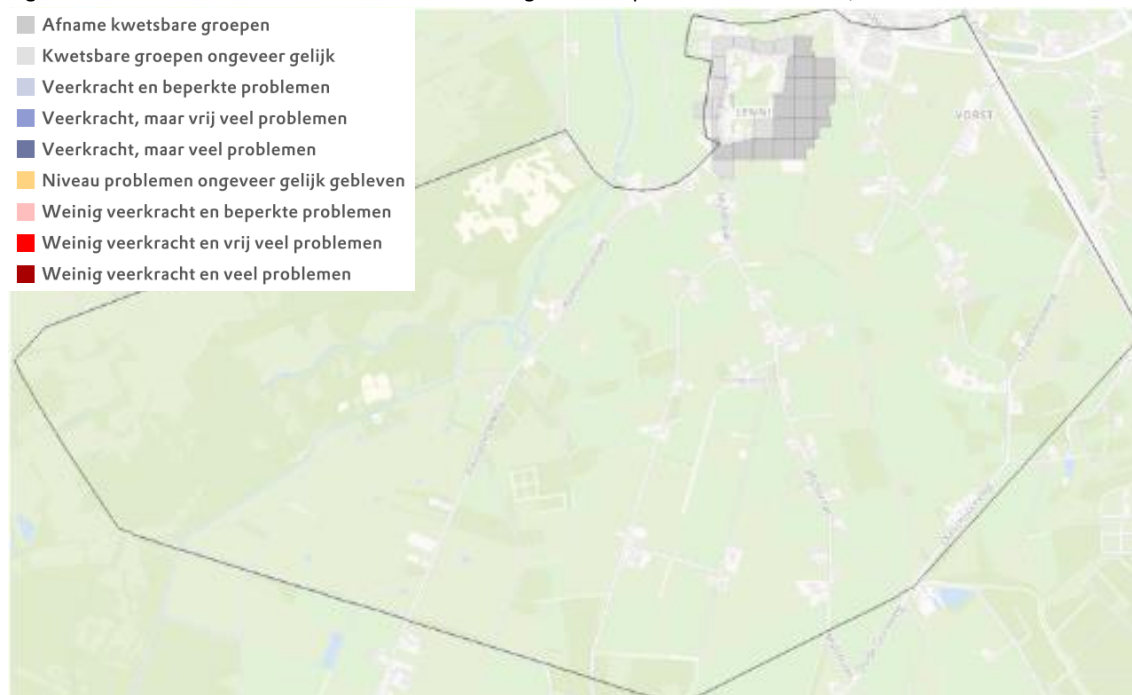 Afname kwetsbare groepen
Kwetsbare groepen ongeveer gelijk
Veerkracht en beperkte problemen
Veerkracht, maar vrij veel problemen
Veerkracht, maar veel problemen
Niveau problemen ongeveer gelijk gebleven
Weinig veerkracht en beperkte problemen
Weinig veerkracht en vrij veel problemen
Weinig veerkracht en veel problemen
VORST